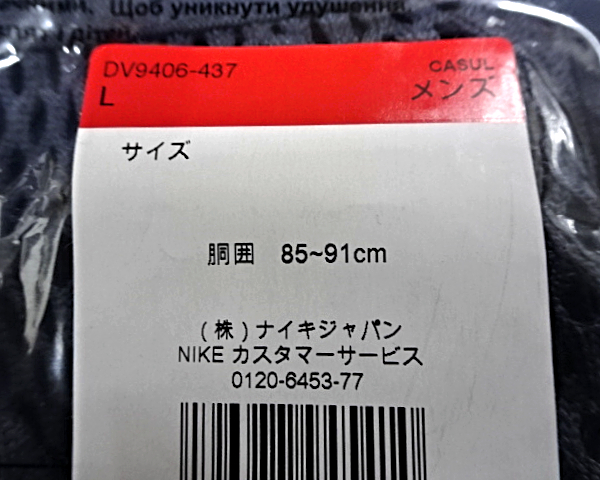 Щоб уникнути удушення
DV9406-437
CASUL
L
メンズ
サイズ
胴囲 85~91cm
(株)ナイキジャパン
NIKE カスタマーサービス
0120-6453-77